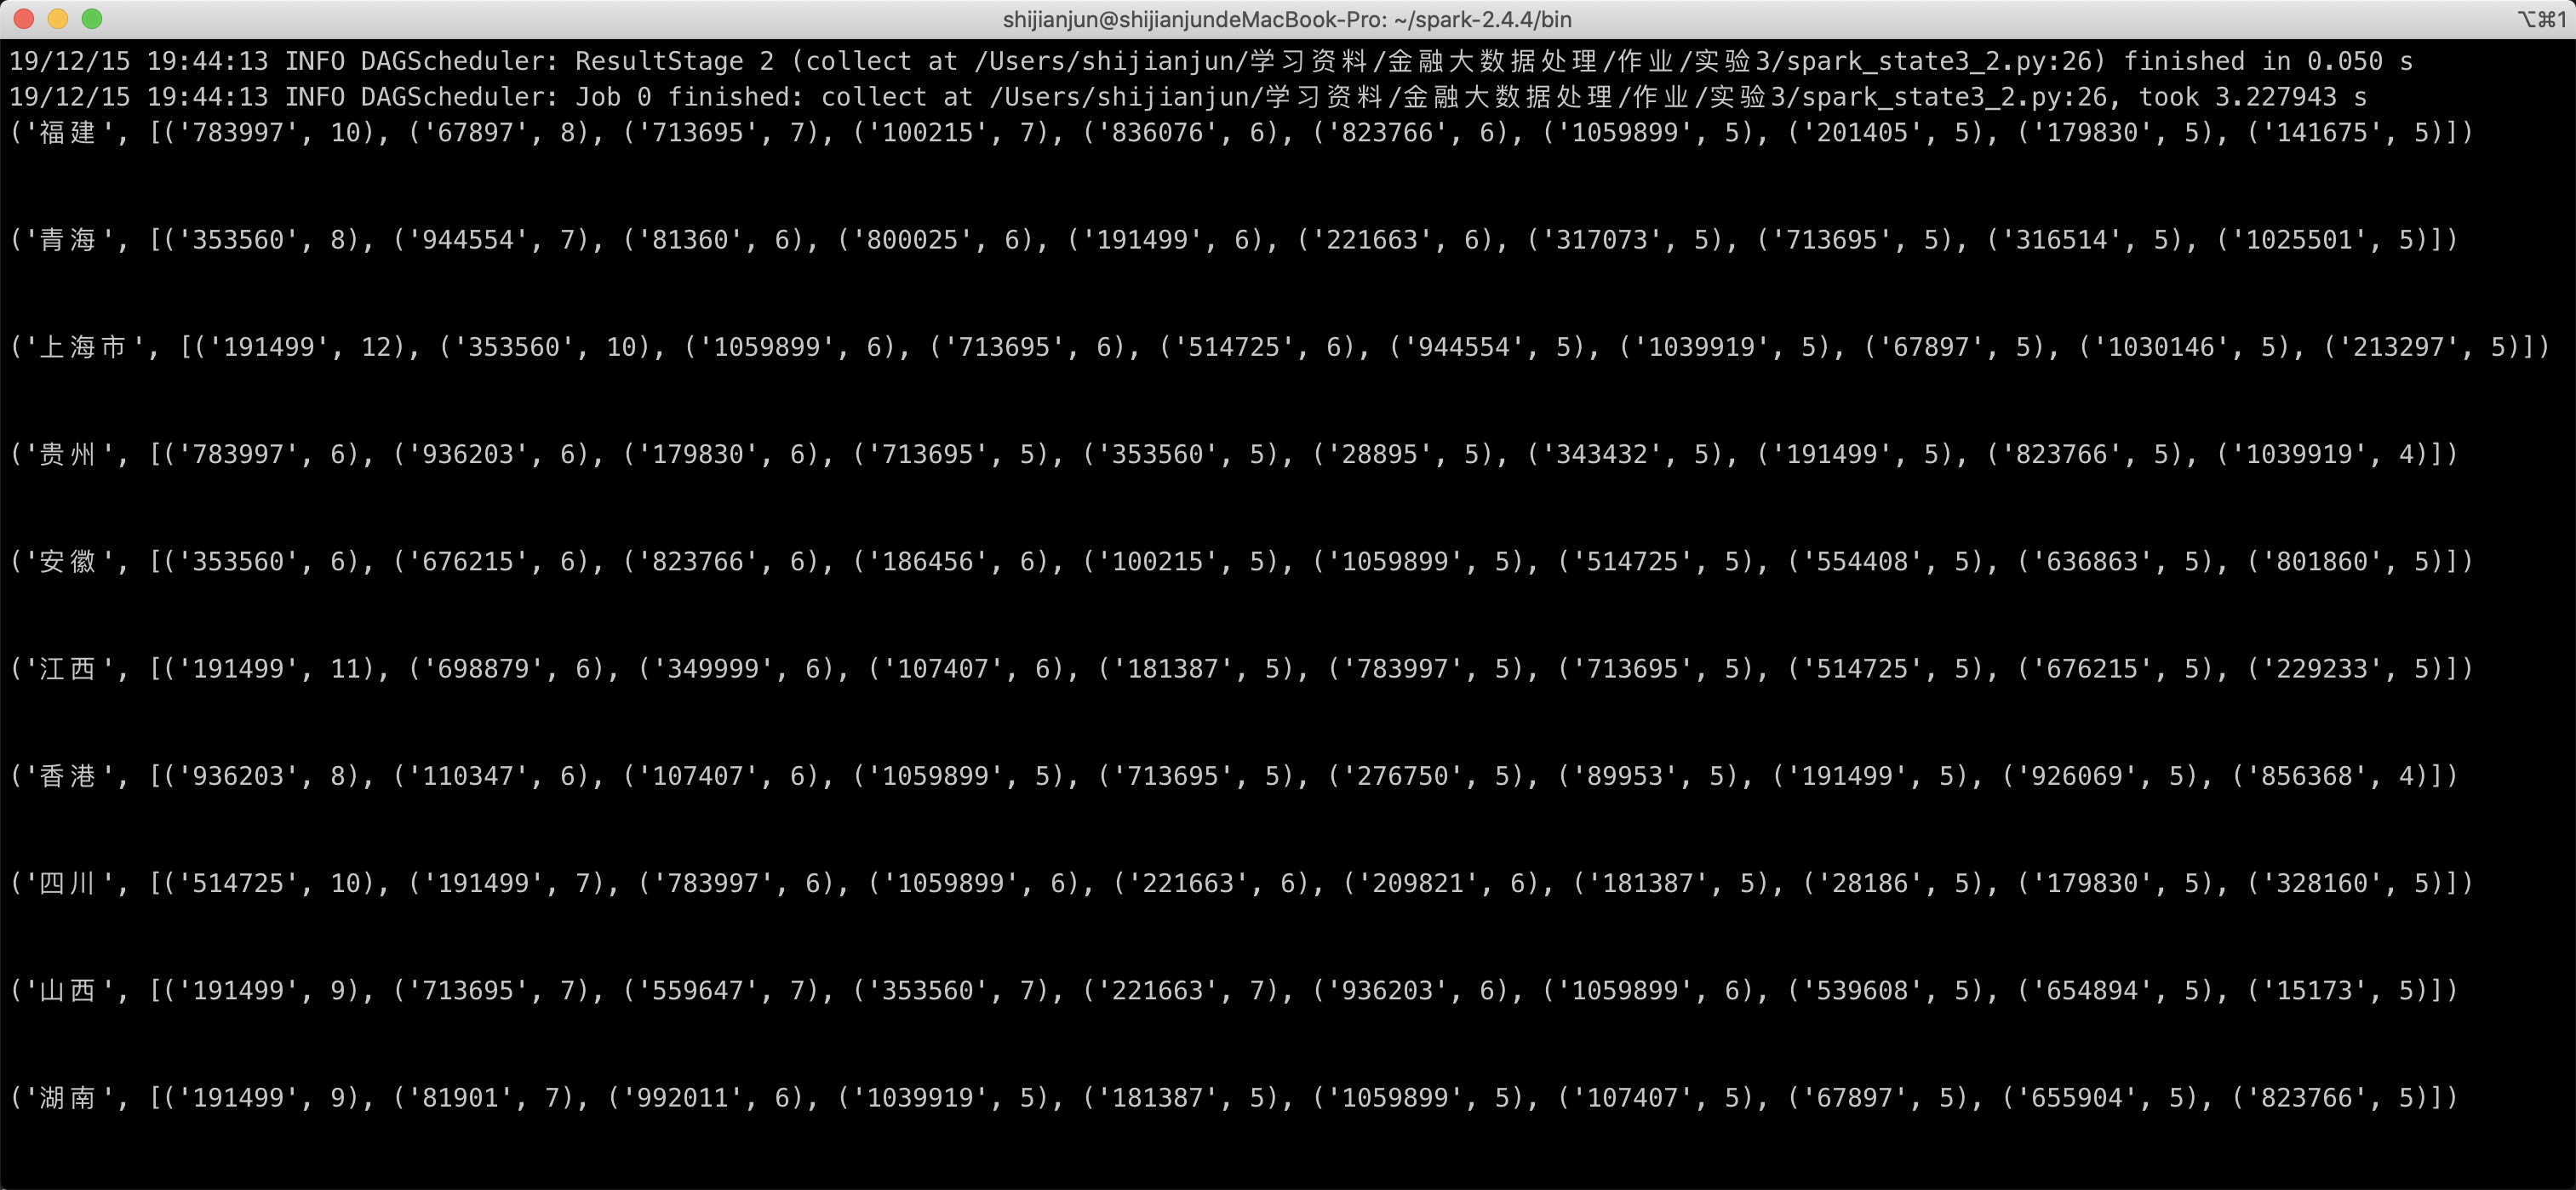 shijianjun@shijianjundeMacBook-Pro: ~/spark-2.4.4/bin
⌥⌘1
19/12/15 19:44:13 INFO DAGScheduler: ResultStage 2 (collect at /Users/shijianjun/学习资料/金融大数据处理/作业/实验3/spark_state3_2.py:26) finished in 0.050 s
19/12/15 19:44:13 INFO DAGScheduler: Job 0 finished: collect at /Users/shijianjun/学习资料/金融大数据处理/作业/实验3/spark_state3_2.py:26, took 3.227943 s
('福建', [('783997', 10), ('67897', 8), ('713695', 7), ('100215', 7), ('836076', 6), ('823766', 6), ('1059899', 5), ('201405', 5), ('179830', 5), ('141675', 5)])
('青海', [('353560', 8), ('944554', 7), ('81360', 6), ('800025', 6), ('191499', 6), ('221663', 6), ('317073', 5), ('713695', 5), ('316514', 5), ('1025501', 5)])
('上海市', [('191499', 12), ('353560', 10), ('1059899', 6), ('713695', 6), ('514725', 6), ('944554', 5), ('1039919', 5), ('67897', 5), ('1030146', 5), ('213297', 5)])
('贵州', [('783997', 6), ('936203', 6), ('179830', 6), ('713695', 5), ('353560', 5), ('28895', 5), ('343432', 5), ('191499', 5), ('823766', 5), ('1039919', 4)])
('安徽', [('353560', 6), ('676215', 6), ('823766', 6), ('186456', 6), ('100215', 5), ('1059899', 5), ('514725', 5), ('554408', 5), ('636863', 5), ('801860', 5)])
('江西', [('191499', 11), ('698879', 6), ('349999', 6), ('107407', 6), ('181387', 5), ('783997', 5), ('713695', 5), ('514725', 5), ('676215', 5), ('229233', 5)])
('香港', [('936203', 8), ('110347', 6), ('107407', 6), ('1059899', 5), ('713695', 5), ('276750', 5), ('89953', 5), ('191499', 5), ('926069', 5), ('856368', 4)])
('四川', [('514725', 10), ('191499', 7), ('783997', 6), ('1059899', 6), ('221663', 6), ('209821', 6), ('181387', 5), ('28186', 5), ('179830', 5), ('328160', 5)])
('山西', [('191499', 9), ('713695', 7), ('559647', 7), ('353560', 7), ('221663', 7), ('936203', 6), ('1059899', 6), ('539608', 5), ('654894', 5), ('15173', 5)])
('湖南', [('191499', 9), ('81901', 7), ('992011', 6), ('1039919', 5), ('181387', 5), ('1059899', 5), ('107407', 5), ('67897', 5), ('655904', 5), ('823766', 5)])